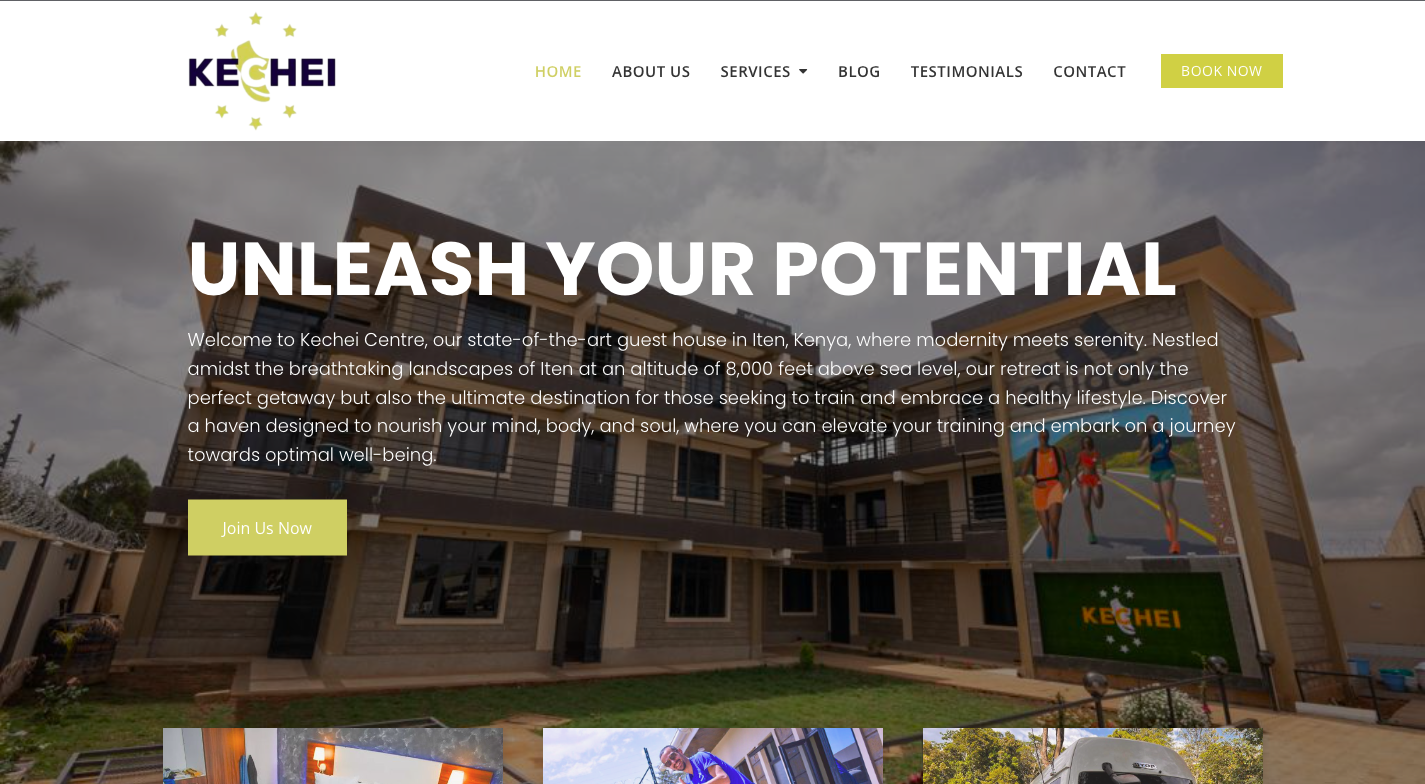 KECHEI
HOME
ABOUT US
SERVICES
BLOG
TESTIMONIALS
CONTACT
BOOK NOW
UNLEASH YOUR POTENTIAL
Welcome to Kechei Centre, our state-of-the-art guest house in Iten, Kenya, where modernity meets serenity. Nestled
amidst the breathtaking landscapes of Iten at an altitude of 8,000 feet above sea level, our retreat is not only the
perfect getaway but also the ultimate destination for those seeking to train and embrace a healthy lifestyle. Discover
a haven designed to nourish your mind, body, and soul, where you can elevate your training and embark on a journey
towards optimal well-being.
adidas
Join Us Now
KECHEI